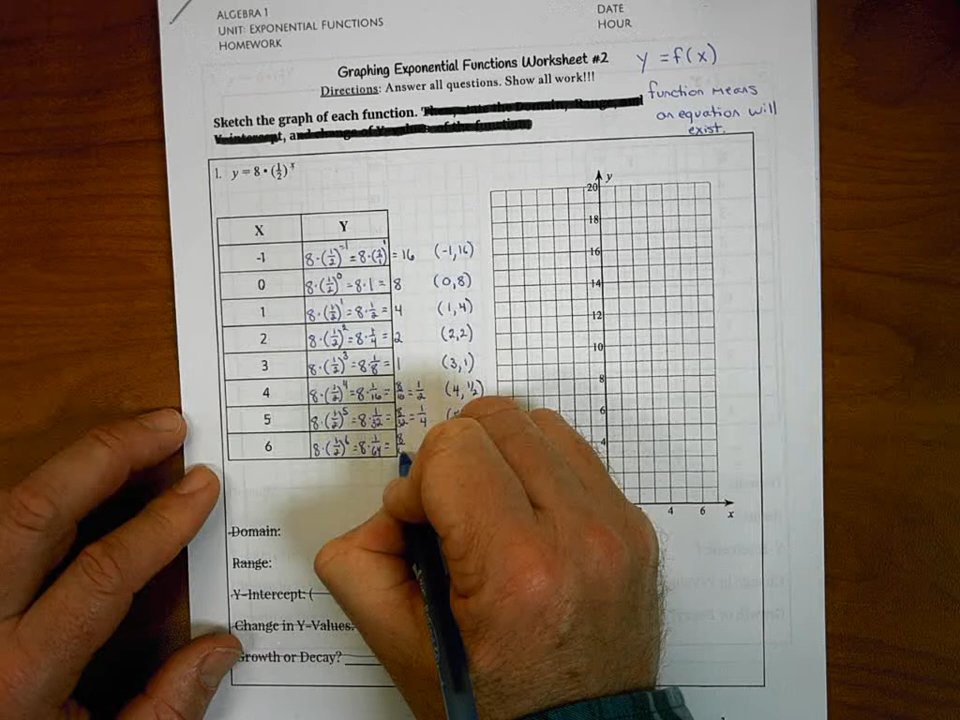 ALGEBRA 1
UNIT: EXPONENTIAL FUNCTIONS
HOMEWORK
DATE
HOUR
Graphing Exponential Functions Worksheet #2
Directions: Answer all questions. Show all work!!!
y = f(x)
function means
an equation will
exist.
Sketch the graph of each function.
1. y = 8 • (1/2)^x
X Y
-1 8·(1/2)^-1 = 8·(2/1)^1 = 16 (-1,16)
0 8·(1/2)^0 = 8·1 = 8 (0,8)
1 8·(1/2)^1 = 8·1/2 = 4 (1,4)
2 8·(1/2)^2 = 8·1/4 = 2 (2,2)
3 8·(1/2)^3 = 8·1/8 = 1 (3,1)
4 8·(1/2)^4 = 8·1/16 = 8/16 = 1/2 (4,1/2)
5 8·(1/2)^5 = 8·1/32 = 8/32 = 1/4
6 8·(1/2)^6 = 8·1/64 = 8
y
20
18
16
14
12
10
8
6
4
4 6
x
Domain:
Range:
Y-Intercept: (
Change in Y-Values:
Growth or Decay?